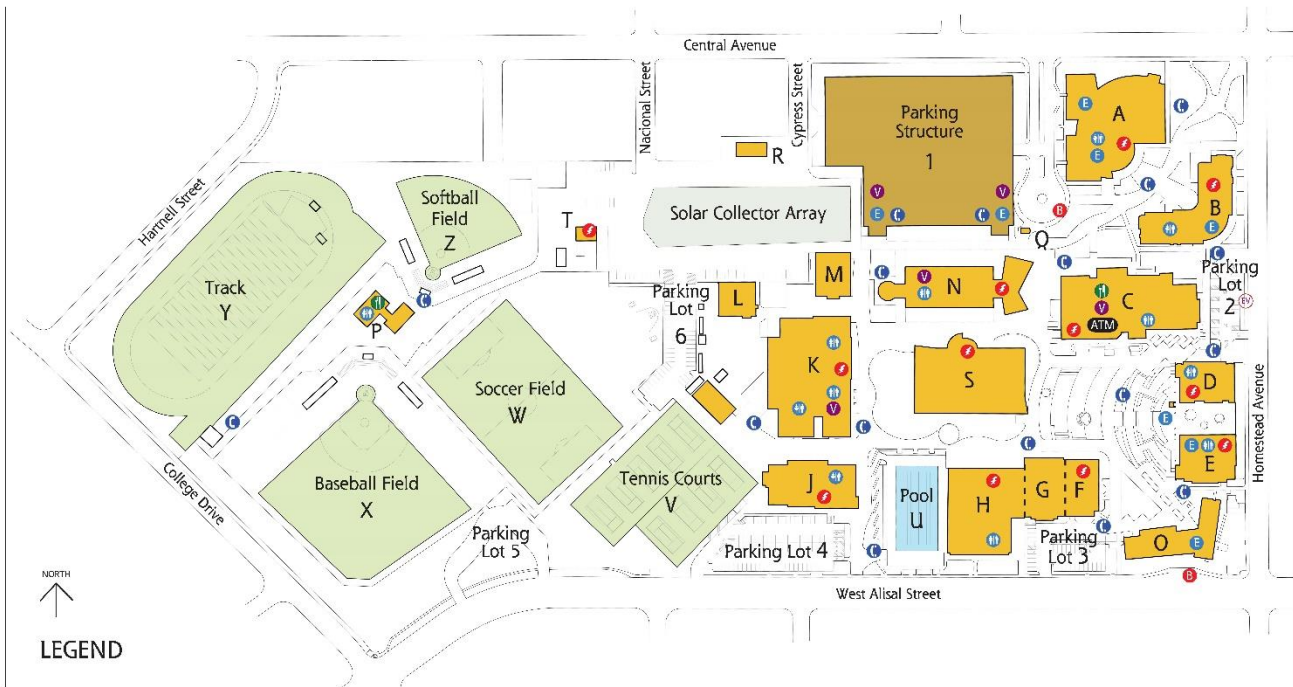 Central Avenue
Nacional Street
Cypress Street
Hartnell Street
Parking
Structure
1
V
V
E
E
A
E
E
B
B
E
R
Softball
Field
Z
T
Solar Collector Array
Q
Track
Y
P
Parking
Lot
6
L
M
V
N
C
V
ATM
Parking
Lot
2
EV
Soccer Field
W
K
V
S
D
E
E
E
Homestead Avenue
College Drive
Baseball Field
X
Tennis Courts
V
J
Pool
U
H
G
F
O
E
Parking
Lot 5
Parking Lot 4
Parking
Lot 3
B
West Alisal Street
NORTH
LEGEND